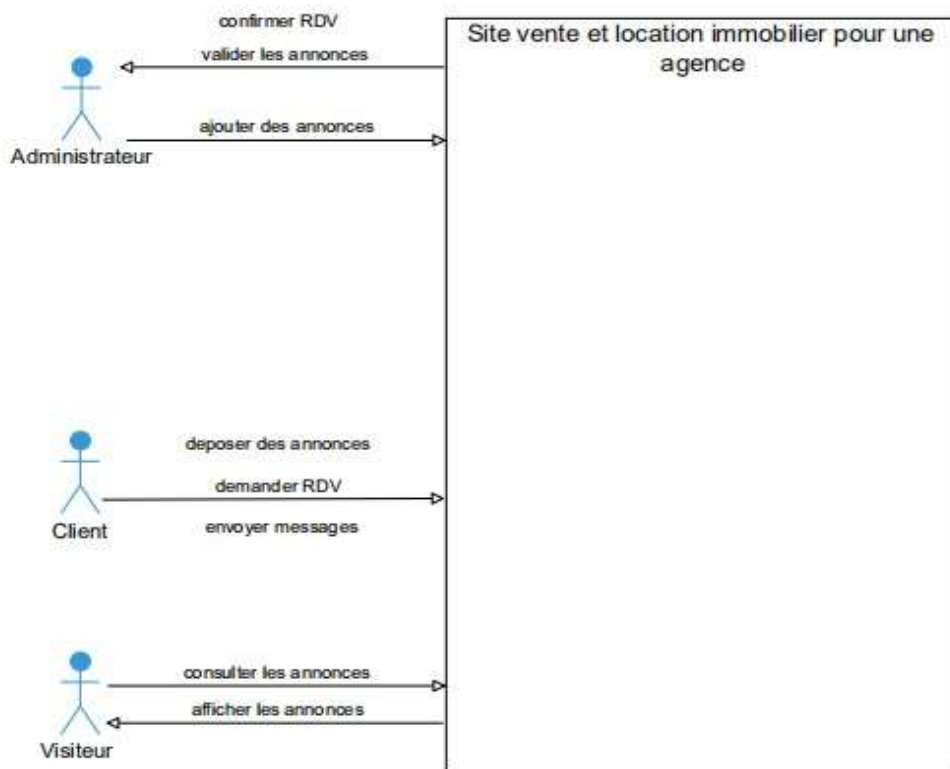 confirmer RDV
valider les annonces
Site vente et location immobilier pour une
agence
ajouter des annonces
Administrateur
deposer des annonces
demander RDV
envoyer messages
Client
consulter les annonces
afficher les annonces
Visiteur